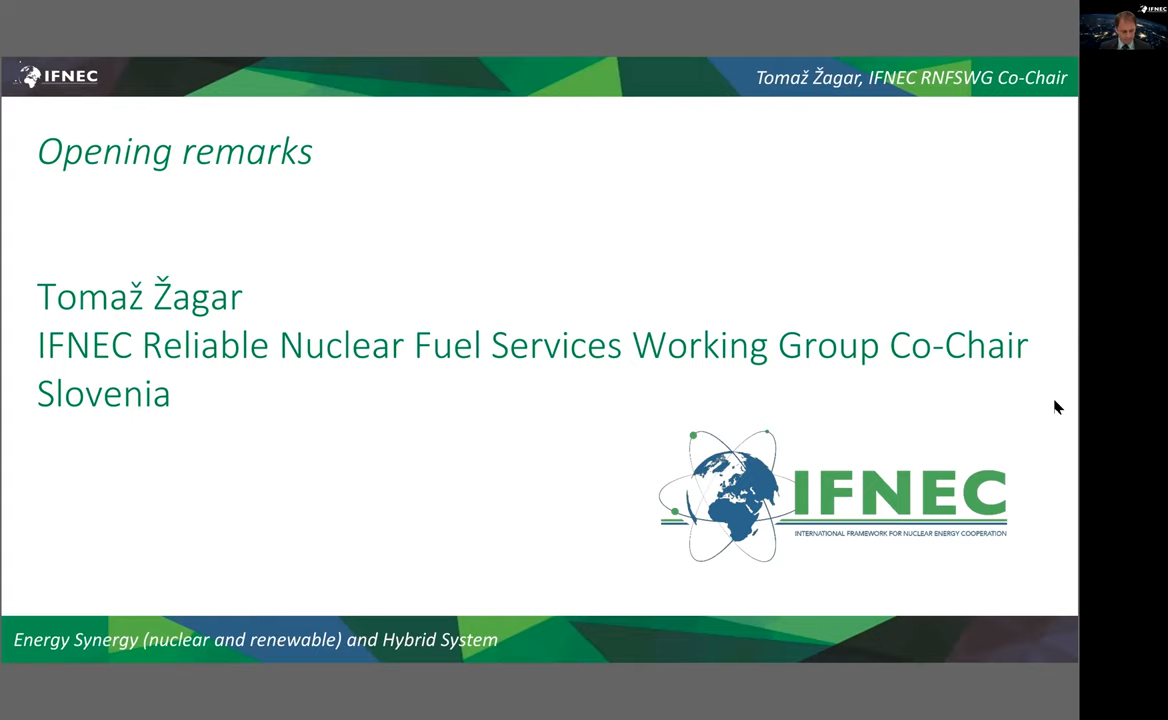 IFNEC
IFNEC
Tomaž Žagar, IFNEC RNFSWG Co-Chair
Opening remarks
Tomaž Žagar
IFNEC Reliable Nuclear Fuel Services Working Group Co-Chair
Slovenia
IFNEC
INTERNATIONAL FRAMEWORK FOR NUCLEAR ENERGY COOPERATION
Energy Synergy (nuclear and renewable) and Hybrid System